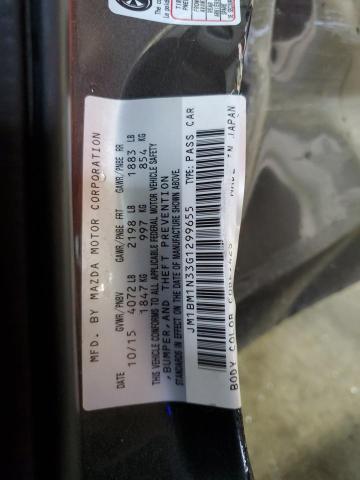 MFD. BY MAZDA MOTOR CORPORATION
DATE GVWR/PNBV GAWR/PNBE FRT GAWR/PNBE RR
10/15 4072 LB 2198 LB 1883 LB
1847 KG 997 KG 854 KG
THIS VEHICLE CONFORMS TO ALL APPLICABLE FEDERAL MOTOR VEHICLE SAFETY
, BUMPER, AND THEFT PREVENTION
STANDARDS IN EFFECT ON THE DATE OF MANUFACTURE SHOWN ABOVE.
JM1BM1N33G1299655 TYPE: PASS CAR
BODY COLOR MADE IN JAPAN